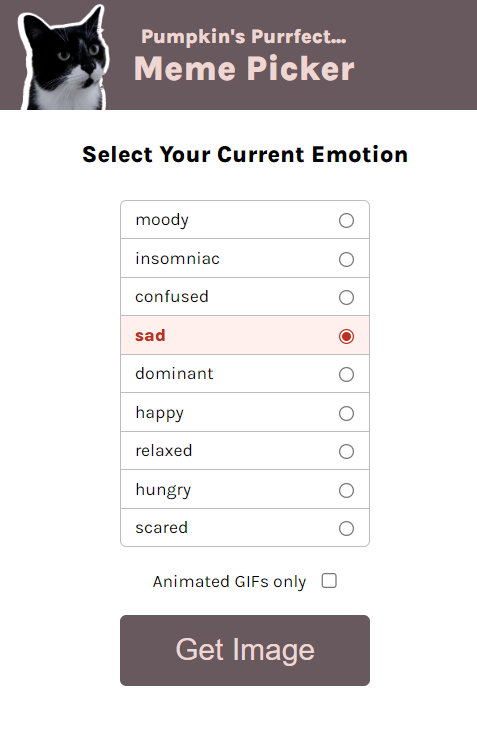 Pumpkin's Purrfect...
Meme Picker
Select Your Current Emotion
moody
insomniac
confused
sad
dominant
happy
relaxed
hungry
scared
Animated GIFs only
Get Image